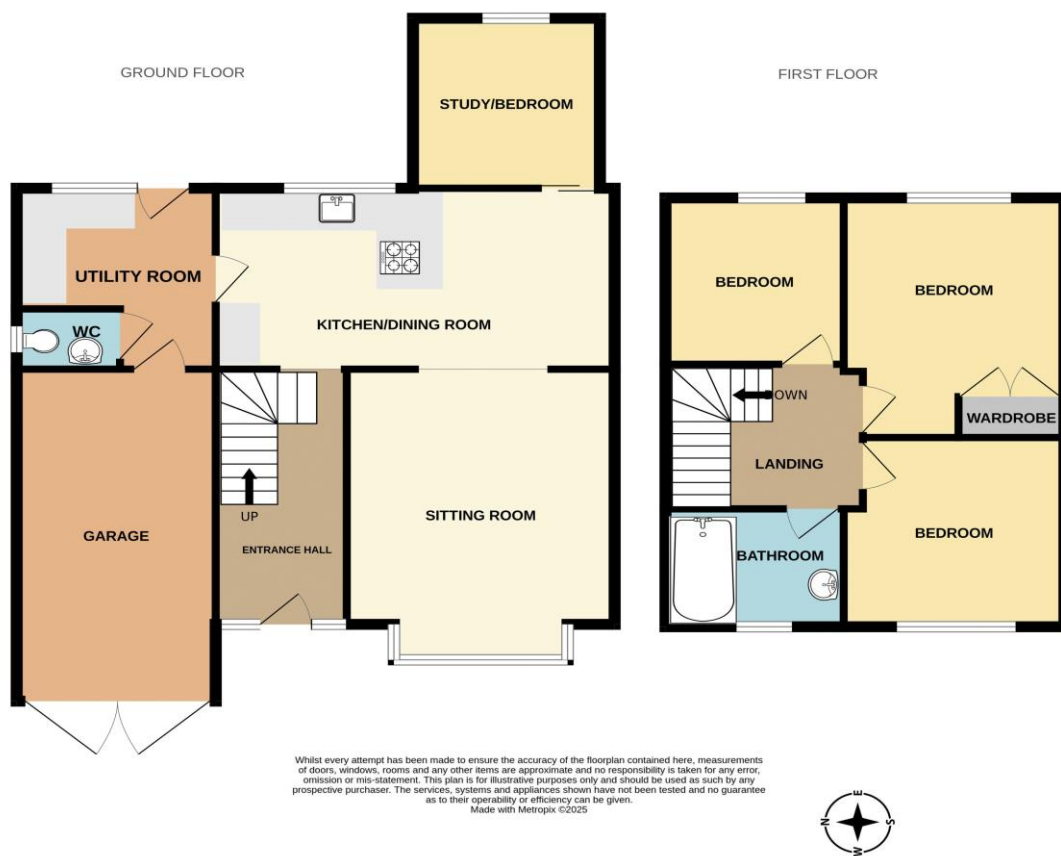 GROUND FLOOR
STUDY/BEDROOM
UTILITY ROOM
WC
KITCHEN/DINING ROOM
GARAGE
UP
ENTRANCE HALL
SITTING ROOM
FIRST FLOOR
BEDROOM
BEDROOM
DOWN
WARDROBE
LANDING
BEDROOM
BATHROOM
Whilst every attempt has been made to ensure the accuracy of the floorplan contained here, measurements
of doors, windows, rooms and any other items are approximate and no responsibility is taken for any error,
omission or mis-statement. This plan is for illustrative purposes only and should be used as such by any
prospective purchaser. The services, systems and appliances shown have not been tested and no guarantee
as to their operability or efficiency can be given.
Made with Metropix ©2025
E
N
S
W